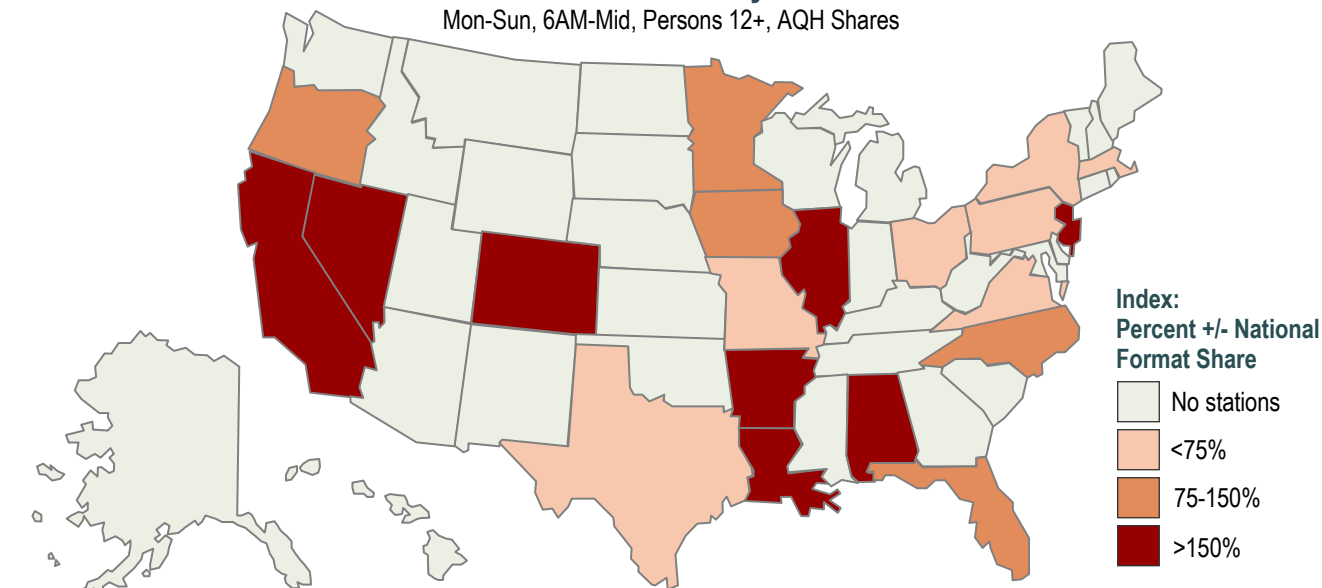 Mon-Sun, 6AM-Mid, Persons 12+, AQH Shares
Index:
Percent +/- National
Format Share
No stations
<75%
75-150%
>150%